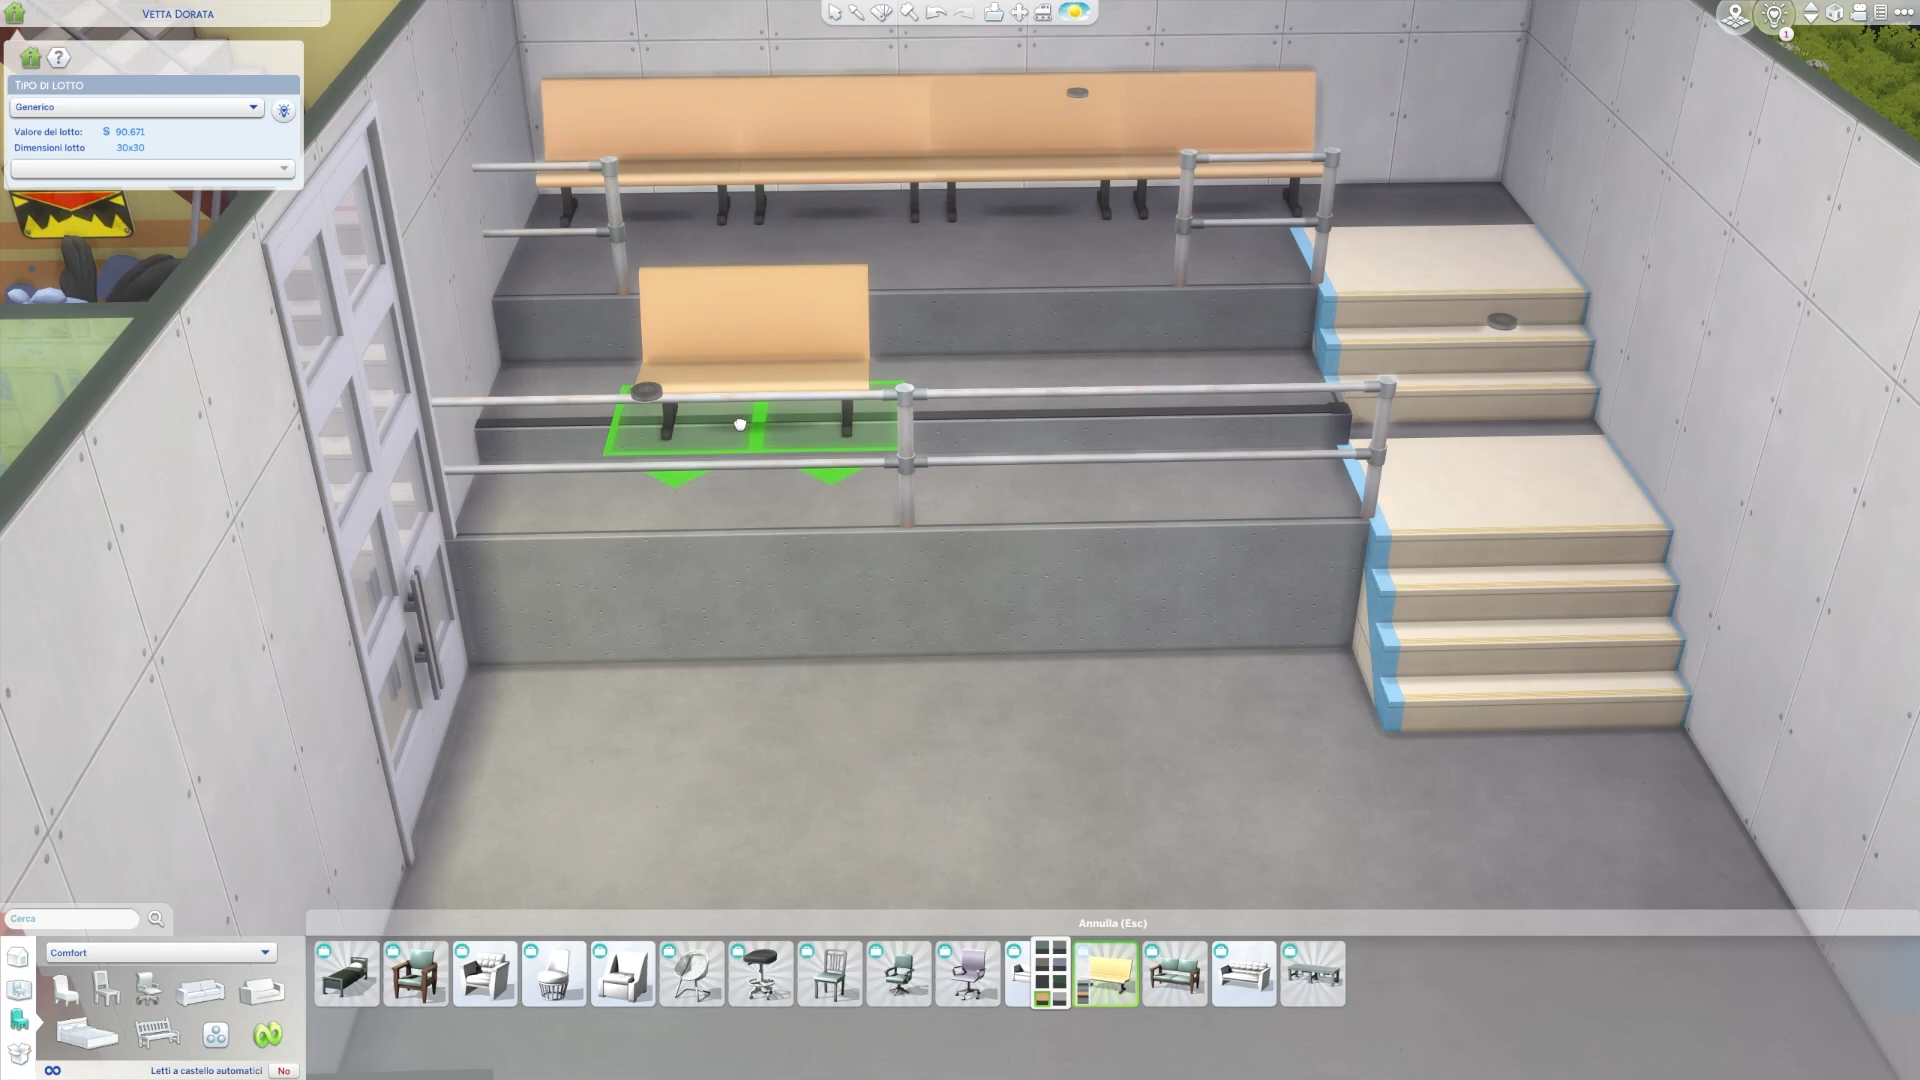 Vetta Dorata
Tipo di lotto
Generico
Valore del lotto: § 90.671
Dimensioni lotto 30x30
1
Cerca
Annulla (Esc)
Comfort
Letti a castello automatici No